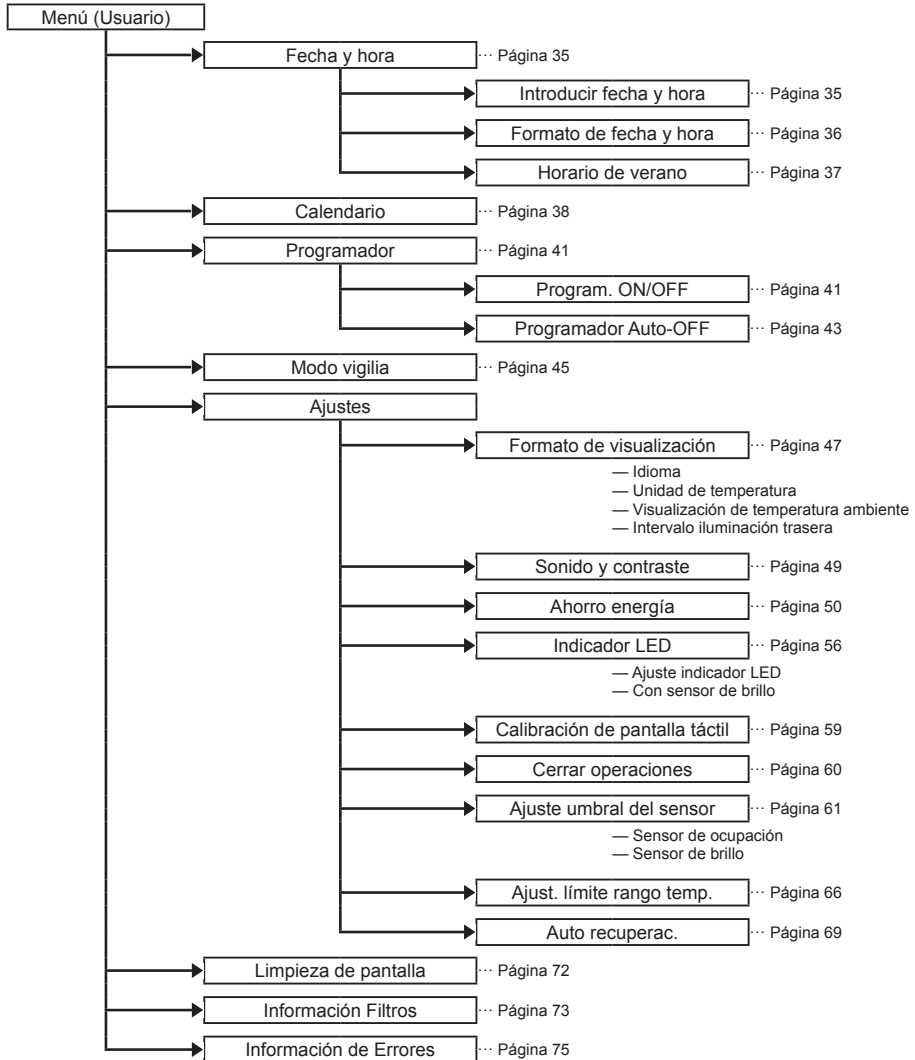 Menú (Usuario)
Fecha y hora ··· Página 35
Introducir fecha y hora ··· Página 35
Formato de fecha y hora ··· Página 36
Horario de verano ··· Página 37
Calendario ··· Página 38
Programador ··· Página 41
Program. ON/OFF ··· Página 41
Programador Auto-OFF ··· Página 43
Modo vigilia ··· Página 45
Ajustes
Formato de visualización ··· Página 47
— Idioma
— Unidad de temperatura
— Visualización de temperatura ambiente
— Intervalo iluminación trasera
Sonido y contraste ··· Página 49
Ahorro energía ··· Página 50
Indicador LED ··· Página 56
— Ajuste indicador LED
— Con sensor de brillo
Calibración de pantalla táctil ··· Página 59
Cerrar operaciones ··· Página 60
Ajuste umbral del sensor ··· Página 61
— Sensor de ocupación
— Sensor de brillo
Ajust. límite rango temp. ··· Página 66
Auto recuperac. ··· Página 69
Limpieza de pantalla ··· Página 72
Información Filtros ··· Página 73
Información de Errores ··· Página 75